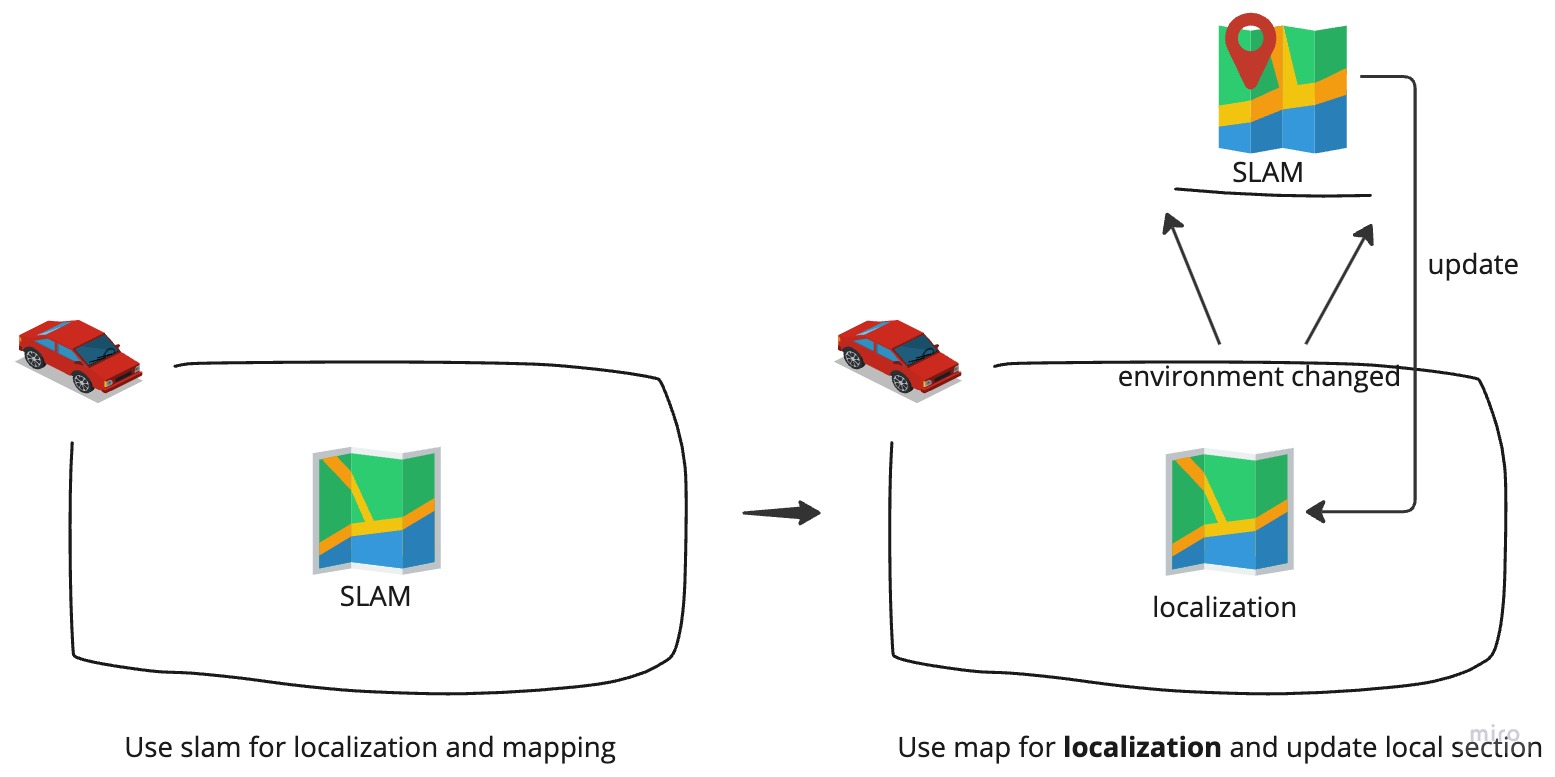 SLAM
update
environment changed
SLAM
localization
Use slam for localization and mapping
Use map for localization and update local section
miro